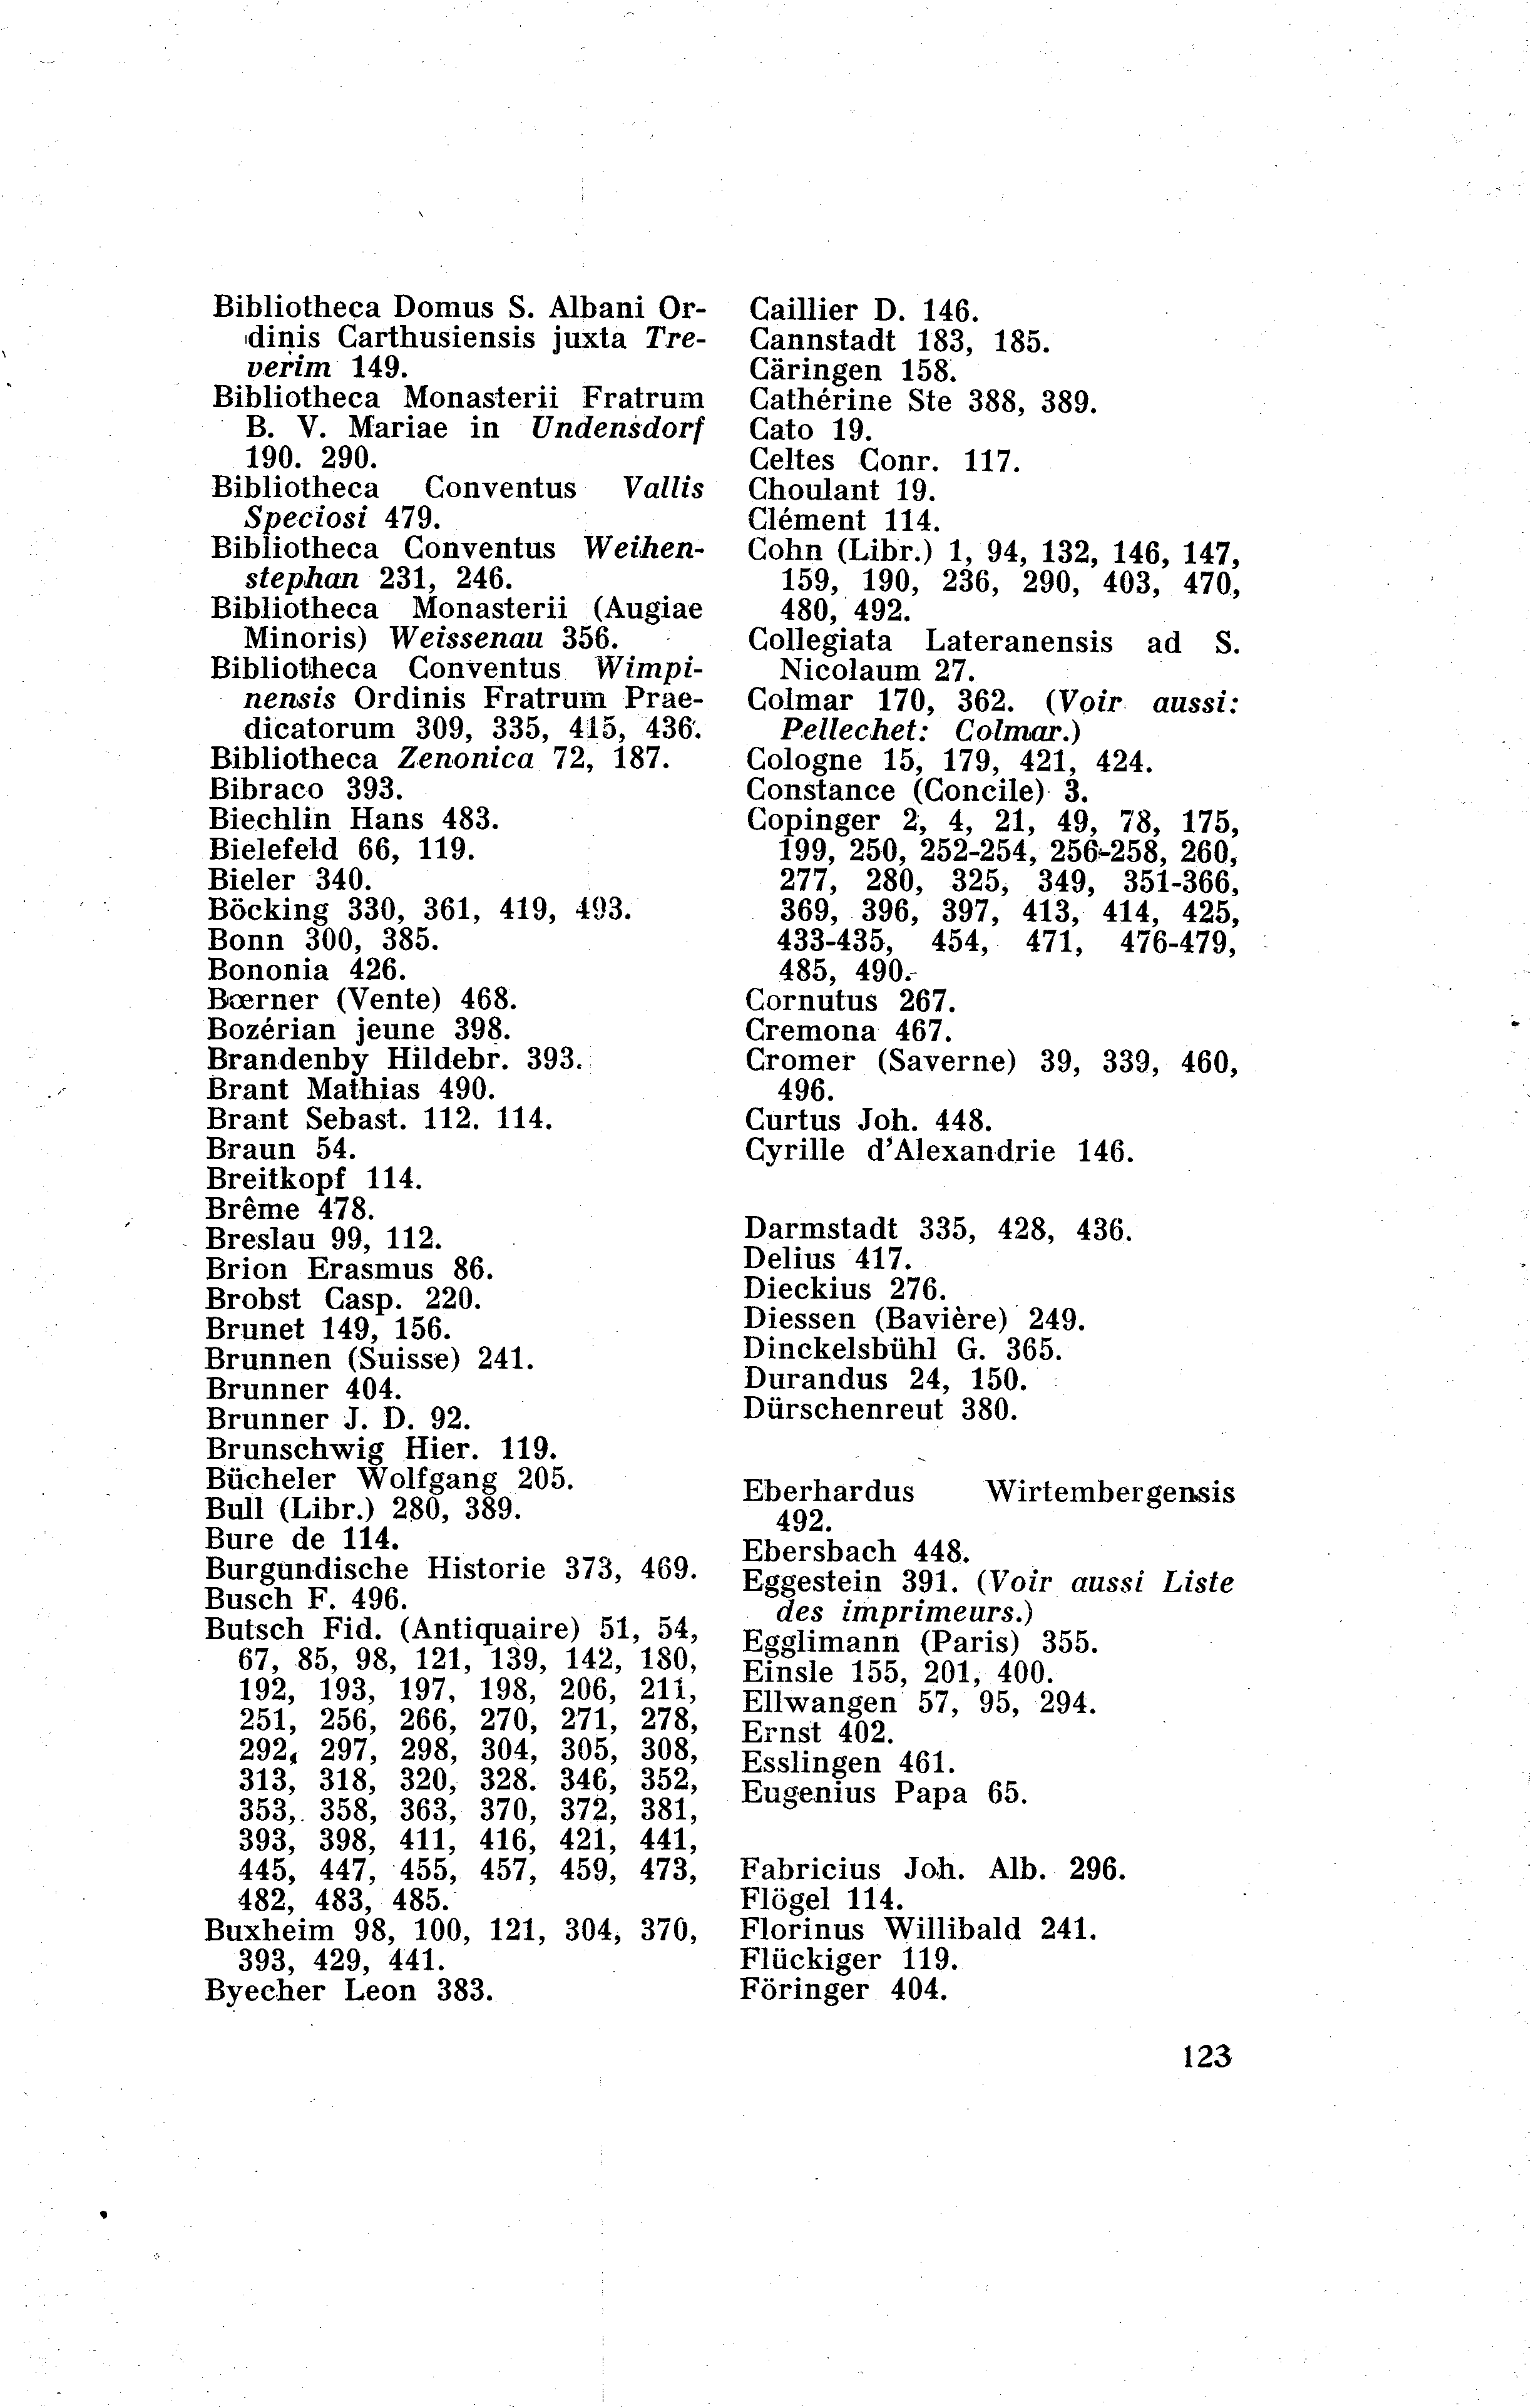 Bibliotheca Domus S. Albani Or-
dinis Carthusiensis juxta Tre-
verim 149.
Bibliotheca Monasterii Fratrum
B. V. Mariae in Undensdorf
190. 290.
Bibliotheca Conventus Vallis
Speciosi 479.
Bibliotheca Conventus Weihen-
stephan 231, 246.
Bibliotheca Monasterii (Augiae
Minoris) Weissenau 356.
Bibliotheca Conventus Wimpi-
nensis Ordinis Fratrum Prae-
dicatorum 309, 335, 415, 436.
Bibliotheca Zenonica 72, 187.
Bibraco 393.
Biechlin Hans 483.
Bielefeld 66, 119.
Bieler 340.
Böcking 330, 361, 419, 493.
Bonn 300, 385.
Bononia 426.
Bœrner (Vente) 468.
Bozérian jeune 398.
Brandenby Hildebr. 393.
Brant Mathias 490.
Brant Sebast. 112. 114.
Braun 54.
Breitkopf 114.
Brême 478.
Breslau 99, 112.
Brion Erasmus 86.
Brobst Casp. 220.
Brunet 149, 156.
Brunnen (Suisse) 241.
Brunner 404.
Brunner J. D. 92.
Brunschwig Hier. 119.
Bücheler Wolfgang 205.
Bull (Libr.) 280, 389.
Bure de 114.
Burgundische Historie 373, 469.
Busch F. 496.
Butsch Fid. (Antiquaire) 51, 54,
67, 85, 98, 121, 139, 142, 180,
192, 193, 197, 198, 206, 211,
251, 256, 266, 270, 271, 278,
292, 297, 298, 304, 305, 308,
313, 318, 320, 328. 346, 352,
353, 358, 363, 370, 372, 381,
393, 398, 411, 416, 421, 441,
445, 447, 455, 457, 459, 473,
482, 483, 485.
Buxheim 98, 100, 121, 304, 370,
393, 429, 441.
Byecher Leon 383.
Caillier D. 146.
Cannstadt 183, 185.
Cäringen 158.
Cathérine Ste 388, 389.
Cato 19.
Celtes Conr. 117.
Choulant 19.
Clément 114.
Cohn (Libr.) 1, 94, 132, 146, 147,
159, 190, 236, 290, 403, 470,
480, 492.
Collegiata Lateranensis ad S.
Nicolaum 27.
Colmar 170, 362. (Voir aussi:
Pellechet: Colmar.)
Cologne 15, 179, 421, 424.
Constance (Concile) 3.
Copinger 2, 4, 21, 49, 78, 175,
199, 250, 252-254, 256-258, 260,
277, 280, 325, 349, 351-366,
369, 396, 397, 413, 414, 425,
433-435, 454, 471, 476-479,
485, 490.
Cornutus 267.
Cremona 467.
Cromer (Saverne) 39, 339, 460,
496.
Curtus Joh. 448.
Cyrille d'Alexandrie 146.
Darmstadt 335, 428, 436.
Delius 417.
Dieckius 276.
Diessen (Bavière) 249.
Dinckelsbühl G. 365.
Durandus 24, 150.
Dürschenreut 380.
Eberhardus Wirtembergensis
492.
Ebersbach 448.
Eggestein 391. (Voir aussi Liste
des imprimeurs.)
Egglimann (Paris) 355.
Einsle 155, 201, 400.
Ellwangen 57, 95, 294.
Ernst 402.
Esslingen 461.
Eugenius Papa 65.
Fabricius Joh. Alb. 296.
Flögel 114.
Florinus Willibald 241.
Flückiger 119.
Föringer 404.
123